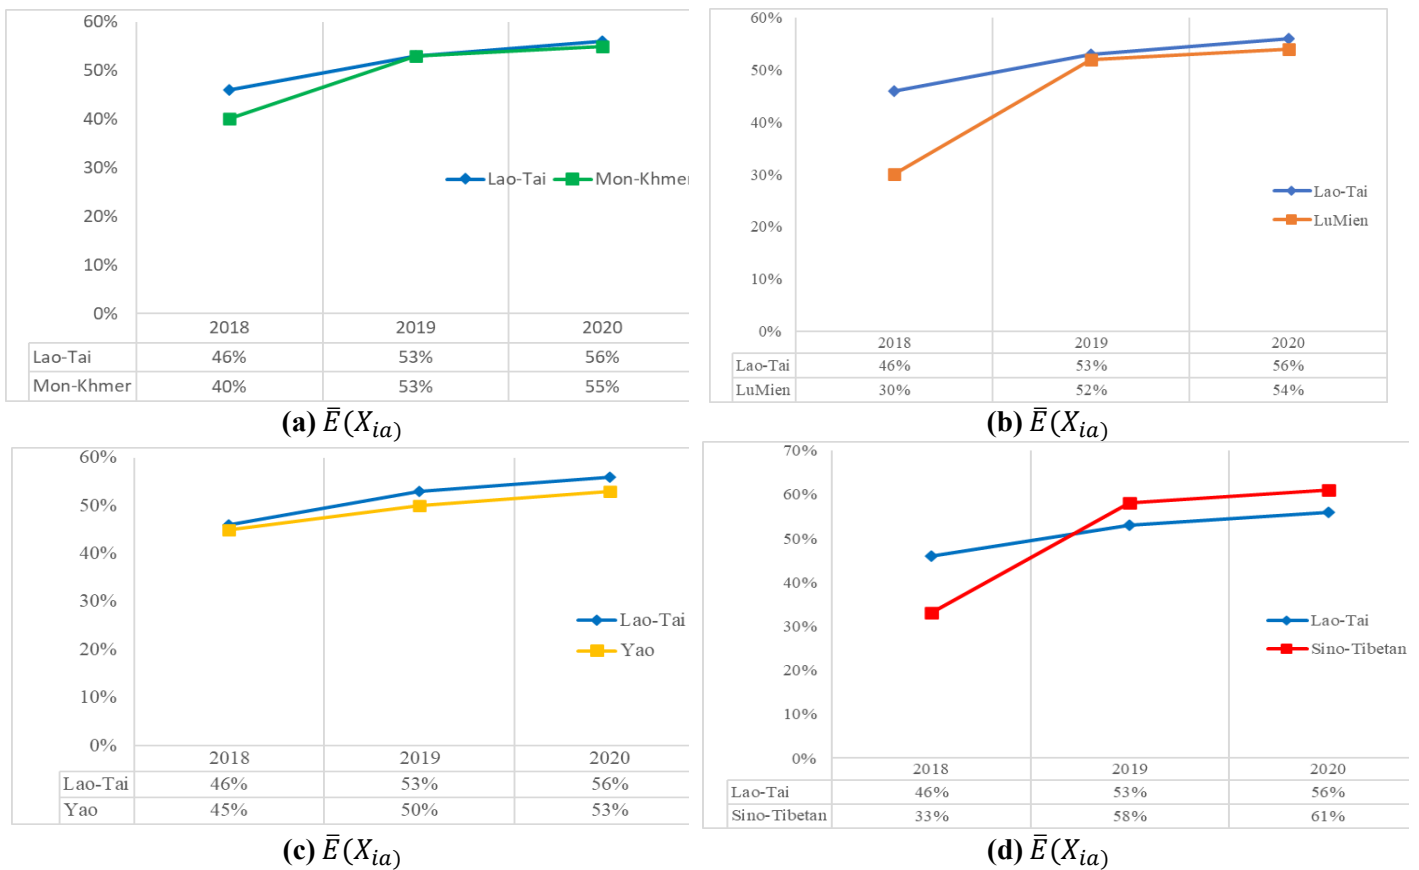 60%
50%
40%
30%
20%
10%
0%
Lao-Tai Mon-Khmer
2018 2019 2020
Lao-Tai 46% 53% 56%
Mon-Khmer 40% 53% 55%
(a) Ē(X_ia)
60%
50%
40%
30%
20%
10%
0%
Lao-Tai
LuMien
2018 2019 2020
Lao-Tai 46% 53% 56%
LuMien 30% 52% 54%
(b) Ē(X_ia)
60%
50%
40%
30%
20%
10%
0%
Lao-Tai
Yao
2018 2019 2020
Lao-Tai 46% 53% 56%
Yao 45% 50% 53%
(c) Ē(X_ia)
70%
60%
50%
40%
30%
20%
10%
0%
Lao-Tai
Sino-Tibetan
2018 2019 2020
Lao-Tai 46% 53% 56%
Sino-Tibetan 33% 58% 61%
(d) Ē(X_ia)